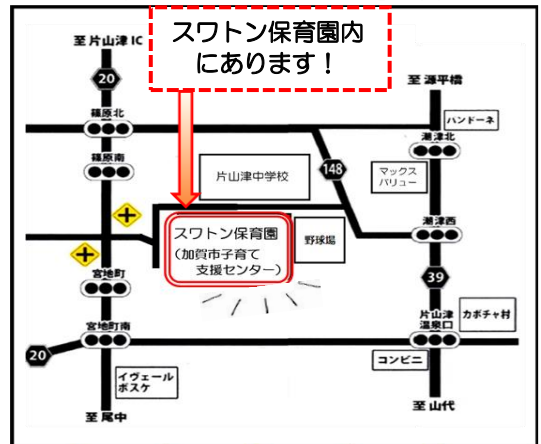 スワトン保育園内
にあります！
至 片山津 IC
20
至 源平橋
篠原北
ハンドーネ
潮津北
篠原南
片山津中学校
148
マックス
バリュー
スワトン保育園
（加賀市子育て
支援センター）
野球場
潮津西
宮地町
39
宮地町南
片山津
温泉口
カボチャ村
20
コンビニ
イヴェール
ボスケ
至 尾中
至 山代